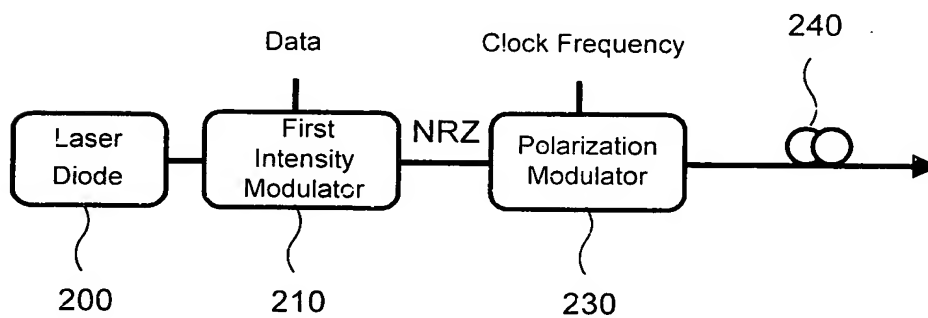 240
Data
Clock Frequency
Laser
Diode
First
Intensity
Modulator
NRZ
Polarization
Modulator
200
210
230